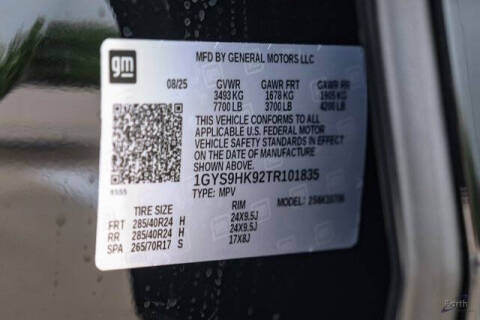 gm
MFD BY GENERAL MOTORS LLC
08/25 GVWR GAWR FRT GAWR RR
3493 KG 1678 KG 1905 KG
7700 LB 3700 LB 4200 LB
THIS VEHICLE CONFORMS TO ALL
APPLICABLE U.S. FEDERAL MOTOR
VEHICLE SAFETY STANDARDS IN EFFECT
ON THE DATE OF MANUFACTURE
SHOWN ABOVE.
1GYS9HK92TR101835
TYPE: MPV MODEL:
TIRE SIZE RIM
FRT 285/40R24 H 24X9.5J
RR 285/40R24 H 24X9.5J
SPA 265/70R17 S 17X8J